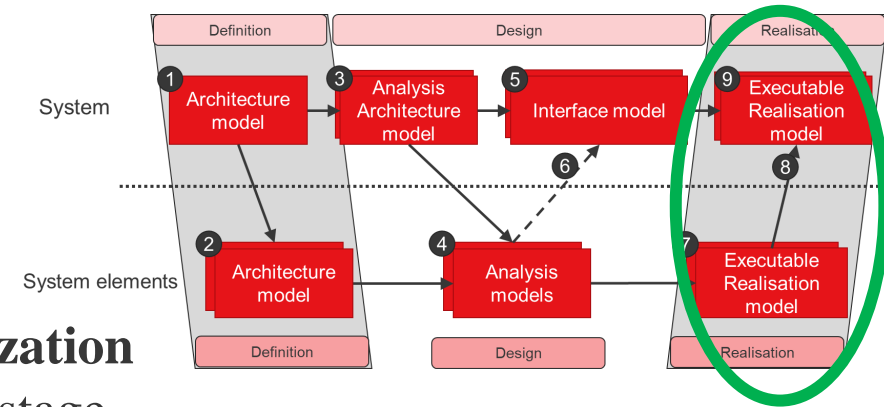 Definition
Design
Realisation
1
3
5
9
System
Architecture
model
Analysis
Architecture
model
Interface model
Executable
Realisation
model
6
8
2
4
7
System elements
Architecture
model
Analysis
models
Executable
Realisation
model
zation
Definition
Design
Realisation
stage